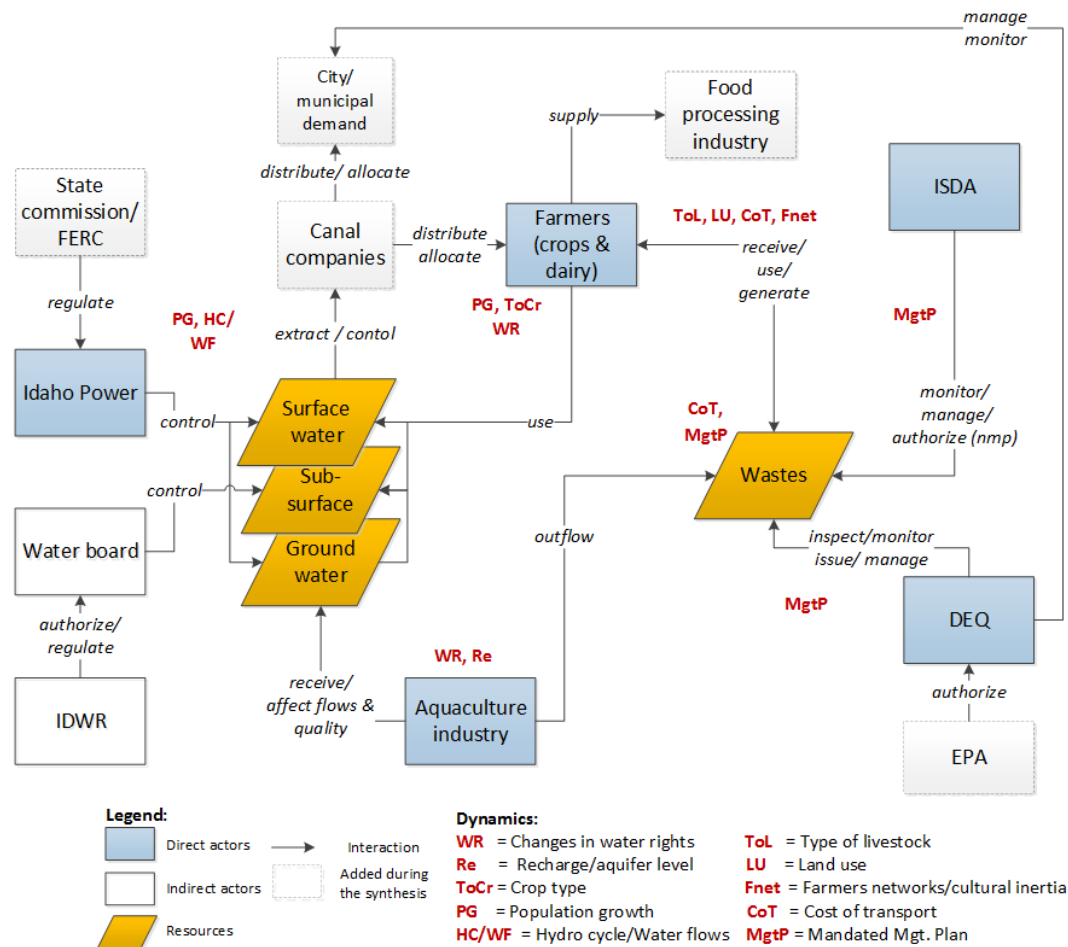 manage
monitor
City/
municipal
demand
Food
processing
industry
supply
distribute/ allocate
State
commission/
FERC
ISDA
Canal
companies
distribute
allocate
Farmers
(crops &
dairy)
ToL, LU, CoT, Fnet
receive/
use/
generate
regulate
PG, HC/
WF
extract / contol
PG, ToCr
WR
MgtP
Idaho Power
control
Surface
water
use
CoT,
MgtP
monitor/
manage/
authorize (nmp)
control
Sub-
surface
Wastes
Water board
Ground
water
outflow
inspect/monitor
issue/ manage
MgtP
DEQ
authorize/
regulate
WR, Re
receive/
affect flows &
quality
Aquaculture
industry
authorize
IDWR
EPA
Legend:
Direct actors
Interaction
Indirect actors
Added during
the synthesis
Resources
Dynamics:
WR = Changes in water rights
Re = Recharge/aquifer level
ToCr = Crop type
PG = Population growth
HC/WF = Hydro cycle/Water flows
ToL = Type of livestock
LU = Land use
Fnet = Farmers networks/cultural inertia
CoT = Cost of transport
MgtP = Mandated Mgt. Plan